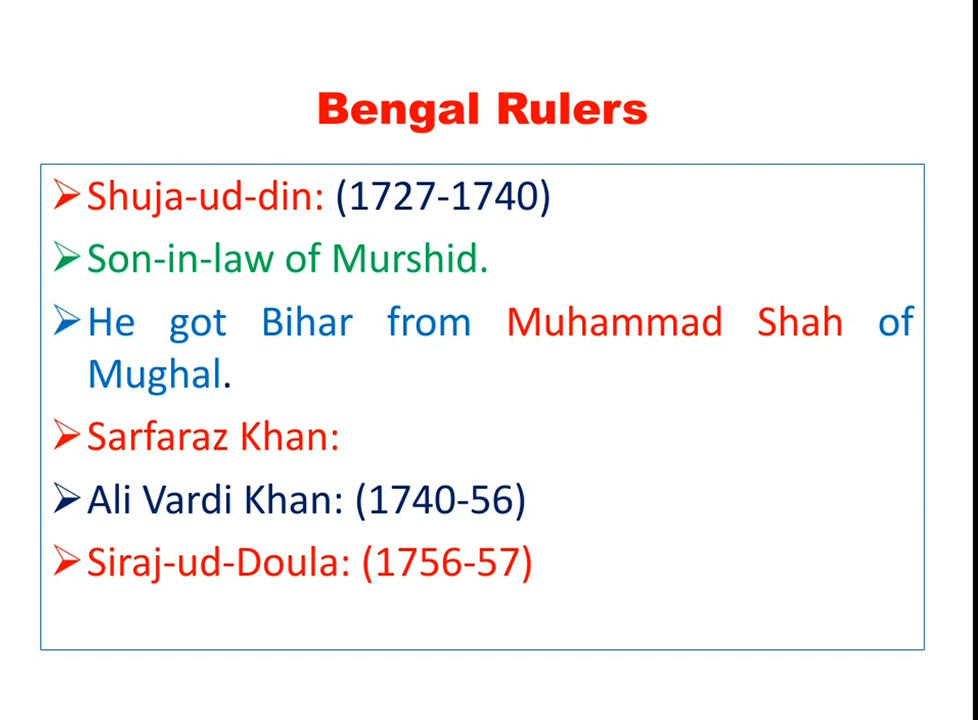 Bengal Rulers
Shuja-ud-din: (1727-1740)
Son-in-law of Murshid.
He got Bihar from Muhammad Shah of
Mughal.
Sarfaraz Khan:
Ali Vardi Khan: (1740-56)
Siraj-ud-Doula: (1756-57)